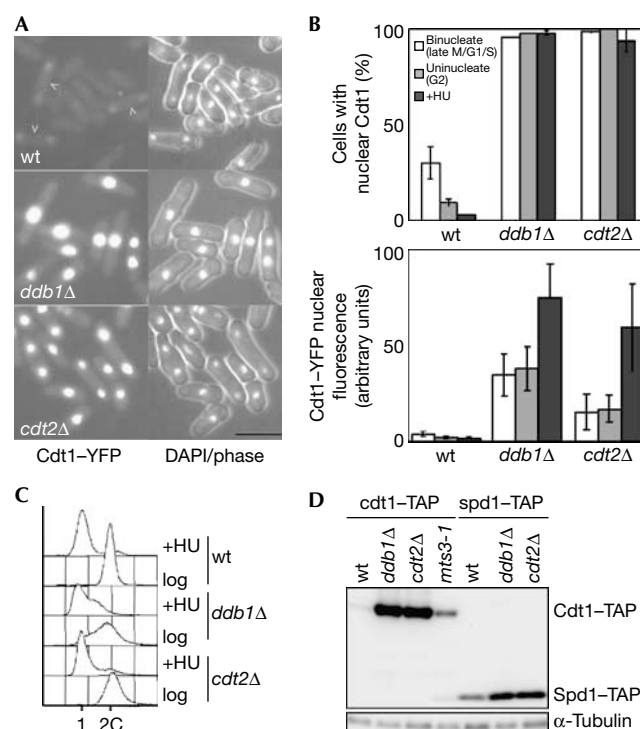 A
wt
ddb1Δ
cdt2Δ
Cdt1–YFP DAPI/phase
B
Cells with
nuclear Cdt1 (%)
100
50
0
Binucleate
(late M/G1/S)
Uninucleate
(G2)
+HU
wt ddb1Δ cdt2Δ
Cdt1–YFP nuclear
fluorescence
(arbitrary units)
100
50
0
wt ddb1Δ cdt2Δ
C
+HU
log
wt
+HU
log
ddb1Δ
+HU
log
cdt2Δ
1 2C
D
cdt1–TAP spd1–TAP
wt ddb1Δ cdt2Δ mts3-1 wt ddb1Δ cdt2Δ
Cdt1–TAP
Spd1–TAP
α-Tubulin